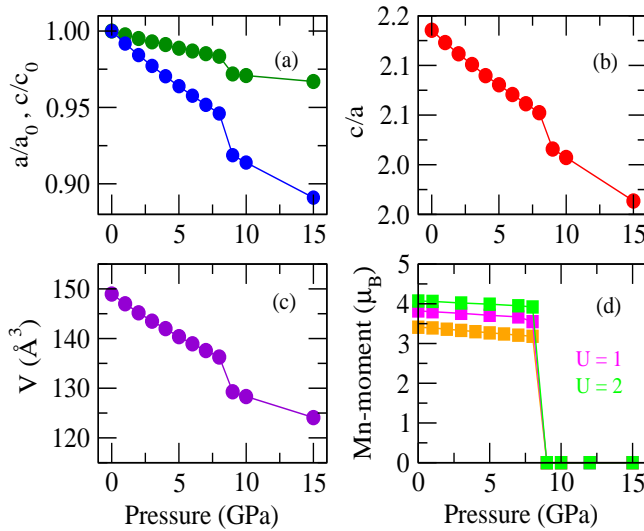 1.00
0.95
0.90
a/a₀ , c/c₀
(a)
0 5 10 15
2.2
2.1
2.1
2.0
2.0
c/a
(b)
0 5 10 15
150
140
130
120
V (Å³)
(c)
0 5 10 15
Pressure (GPa)
5
4
3
2
1
0
Mn-moment (μB)
(d)
U = 1
U = 2
0 5 10 15
Pressure (GPa)